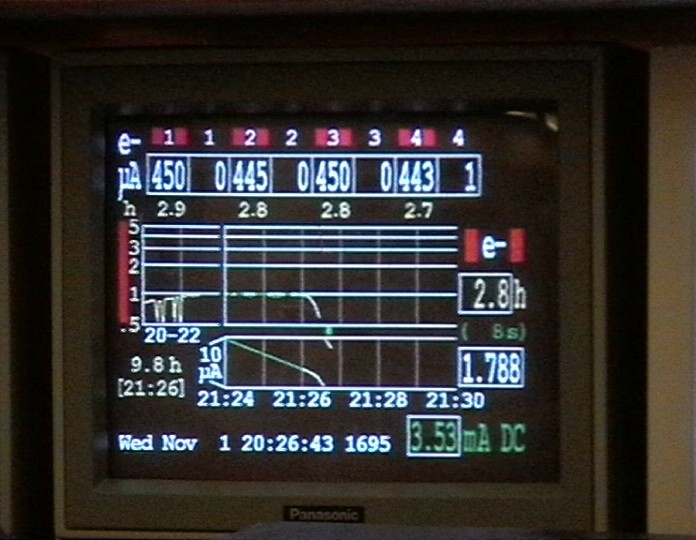 e- 1 1 2 2 3 3 4 4
µA 450 0 445 0 450 0 443 1
h 2.9 2.8 2.8 2.7
5
3
2
1
.5
e-
2.8 h
( 8s)
1.788
20-22
9.8 h
[21:26]
10
µA
21:24 21:26 21:28 21:30
Wed Nov 1 20:26:43 1695 3.53 mA DC
Panasonic